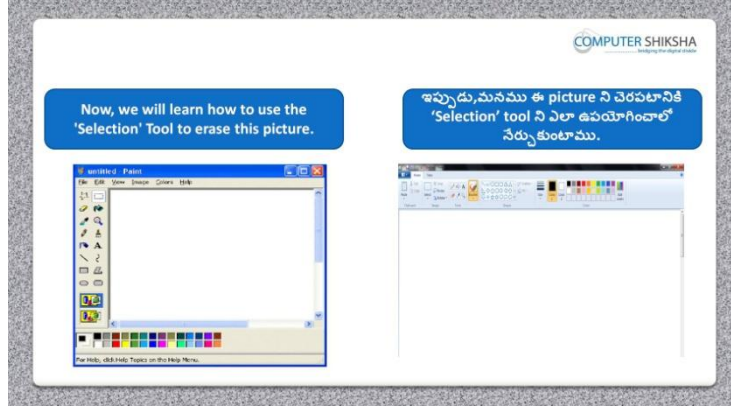 COMPUTER SHIKSHA
bridging the digital divide
Now, we will learn how to use the
'Selection' Tool to erase this picture.
ఇప్పుడు,మనము ఈ picture ని చెరపటానికి
‘Selection’ tool ని ఎలా ఉపయోగించాలో
నేర్చుకుంటాము.
untitled - Paint
File Edit View Image Colors Help
For Help, click Help Topics on the Help Menu.